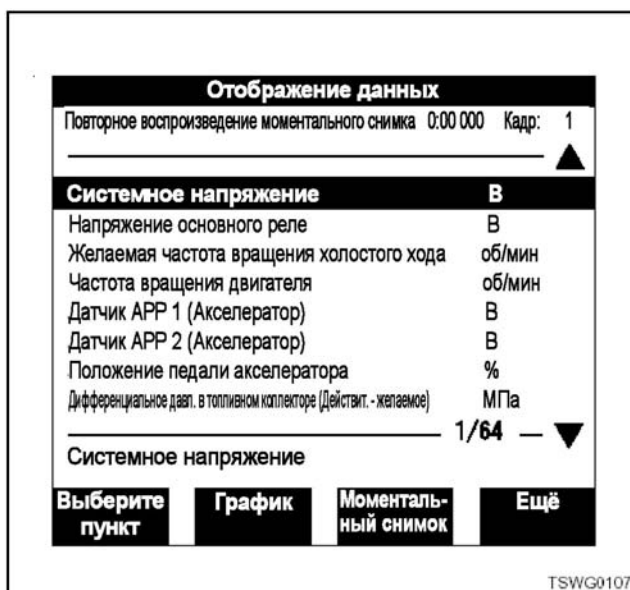 Отображение данных
Повторное воспроизведение моментального снимка 0:00 000 Кадр: 1
Системное напряжение В
Напряжение основного реле В
Желаемая частота вращения холостого хода об/мин
Частота вращения двигателя об/мин
Датчик APP 1 (Акселератор) В
Датчик APP 2 (Акселератор) В
Положение педали акселератора %
Дифференциальное давл. в топливном коллекторе (Действит. - желаемое) МПа
1/64
Системное напряжение
Выберите пункт
График
Моменталь-
ный снимок
Ещё
TSWG0107